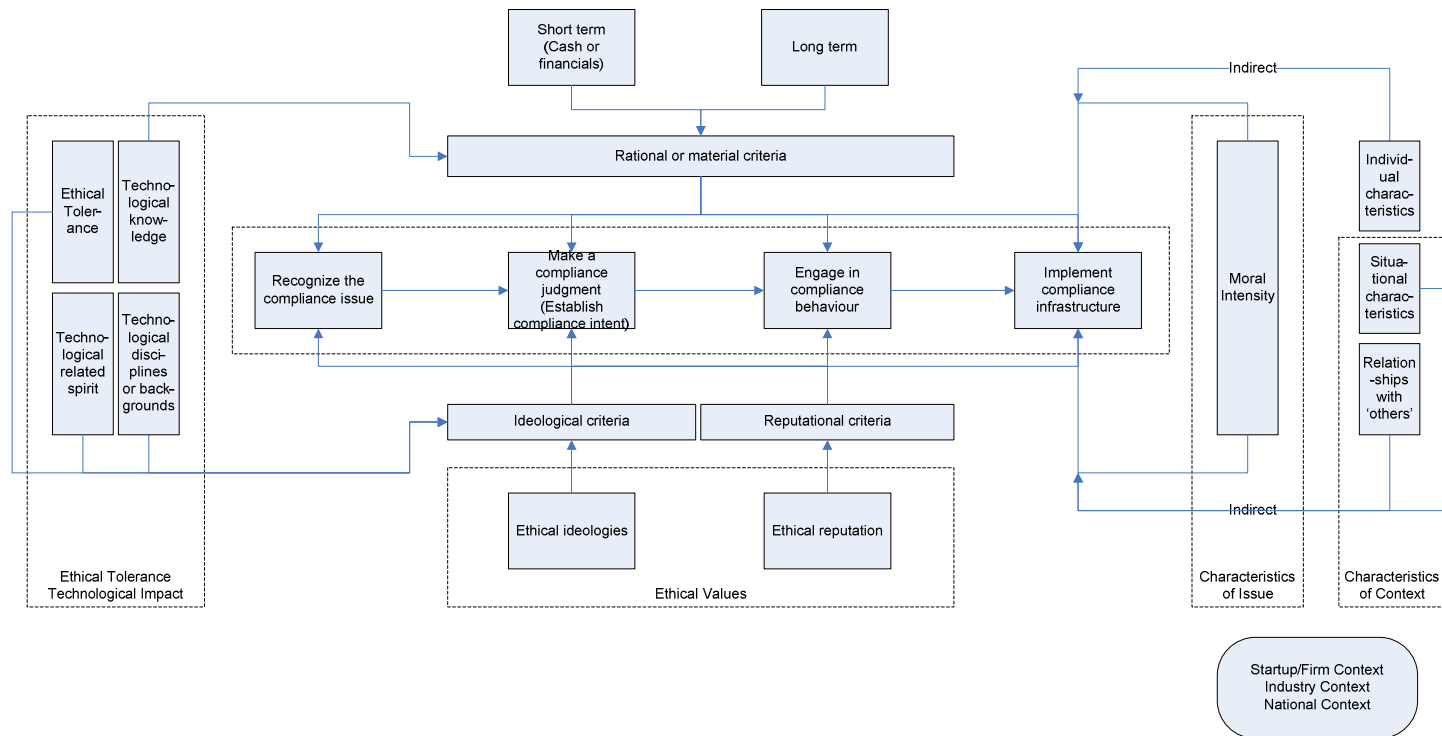 Short term
(Cash or
financials)
Long term
Indirect
Rational or material criteria
Ethical
Toler-
ance
Techno-
logical
know-
ledge
Individ-
ual
charac-
teristics
Recognize the
compliance issue
Make a
compliance
judgment
(Establish
compliance intent)
Engage in
compliance
behaviour
Implement
compliance
infrastructure
Moral
Intensity
Situa-
tional
charac-
teristics
Techno-
logical
related
spirit
Techno-
logical
disci-
plines
or back-
grounds
Relation
-ships
with
‘others’
Ideological criteria
Reputational criteria
Ethical ideologies
Ethical reputation
Indirect
Ethical Tolerance
Technological Impact
Ethical Values
Characteristics
of Issue
Characteristics
of Context
Startup/Firm Context
Industry Context
National Context